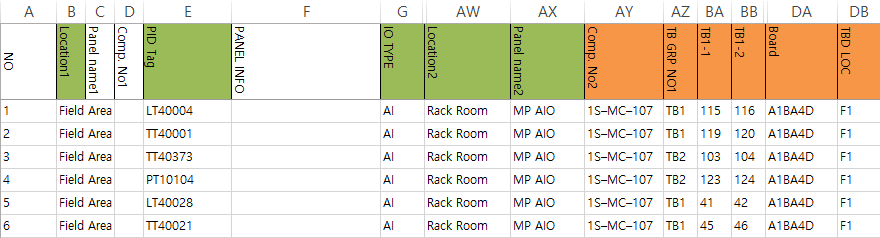 A B C D E F G AW AX AY AZ BA BB DA DB
NO Location1 Panel name1 Comp. No1 PID Tag PANEL INFO IO TYPE Location2 Panel name2 Comp. No2 TB GRP NO1 TB1-1 TB1-2 Board TBD LOC
1 Field Area LT40004 AI Rack Room MP AIO 1S–MC–107 TB1 115 116 A1BA4D F1
2 Field Area TT40001 AI Rack Room MP AIO 1S–MC–107 TB1 119 120 A1BA4D F1
3 Field Area TT40373 AI Rack Room MP AIO 1S–MC–107 TB2 103 104 A1BA4D F1
4 Field Area PT10104 AI Rack Room MP AIO 1S–MC–107 TB2 123 124 A1BA4D F1
5 Field Area LT40028 AI Rack Room MP AIO 1S–MC–107 TB1 41 42 A1BA4D F1
6 Field Area TT40021 AI Rack Room MP AIO 1S–MC–107 TB1 45 46 A1BA4D F1